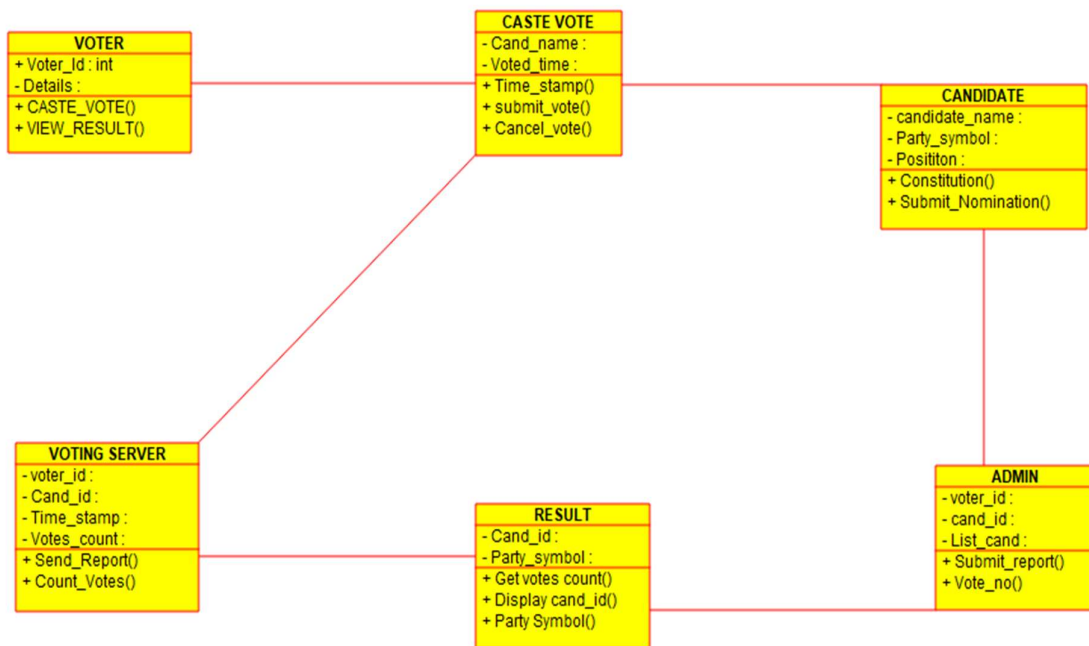 VOTER
+ Voter_Id : int
- Details :
+ CASTE_VOTE()
+ VIEW_RESULT()
CASTE VOTE
- Cand_name :
- Voted_time :
+ Time_stamp()
+ submit_vote()
+ Cancel_vote()
CANDIDATE
- candidate_name :
- Party_symbol :
- Posititon :
+ Constitution()
+ Submit_Nomination()
VOTING SERVER
- voter_id :
- Cand_id :
- Time_stamp :
- Votes_count :
+ Send_Report()
+ Count_Votes()
RESULT
- Cand_id :
- Party_symbol :
+ Get votes count()
+ Display cand_id()
+ Party Symbol()
ADMIN
- voter_id :
- cand_id :
- List_cand :
+ Submit_report()
+ Vote_no()